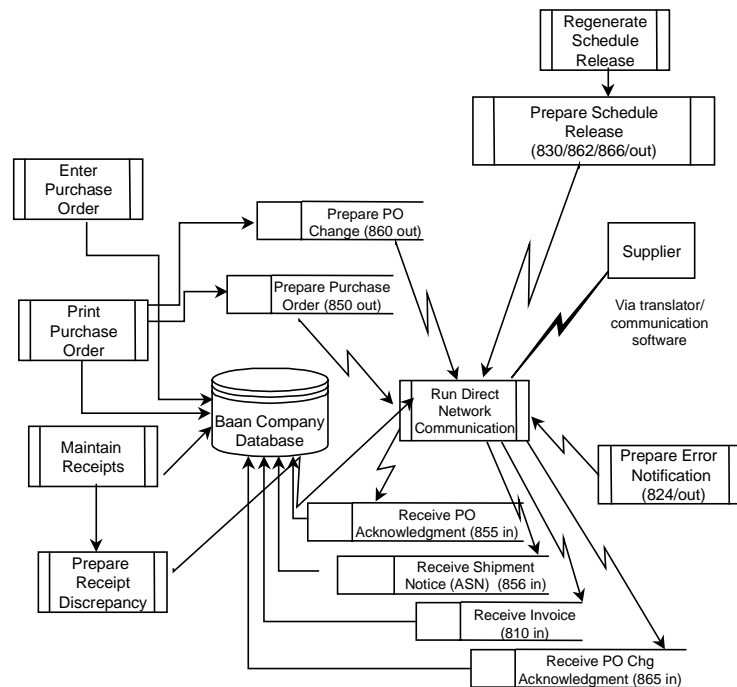 Regenerate
Schedule
Release
Prepare Schedule
Release
(830/862/866/out)
Enter
Purchase
Order
Prepare PO
Change (860 out)
Supplier
Prepare Purchase
Order (850 out)
Via translator/
communication
software
Print
Purchase
Order
Run Direct
Network
Communication
Baan Company
Database
Maintain
Receipts
Prepare Error
Notification
(824/out)
Receive PO
Acknowledgment (855 in)
Prepare
Receipt
Discrepancy
Receive Shipment
Notice (ASN) (856 in)
Receive Invoice
(810 in)
Receive PO Chg
Acknowledgment (865 in)